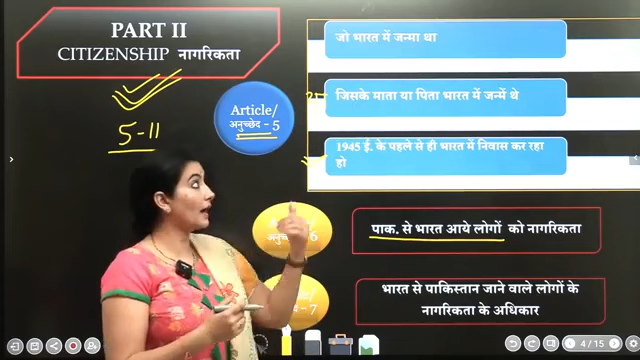 PART II
CITIZENSHIP नागरिकता
5-11
Article/
अनुच्छेद - 5
जो भारत में जन्मा था
जिसके माता या पिता भारत में जन्में थे
1945 ई. के पहले से ही भारत में निवास कर रहा
हो
पाक. से भारत आये लोगों को नागरिकता
भारत से पाकिस्तान जाने वाले लोगों के
नागरिकता के अधिकार
4 / 15